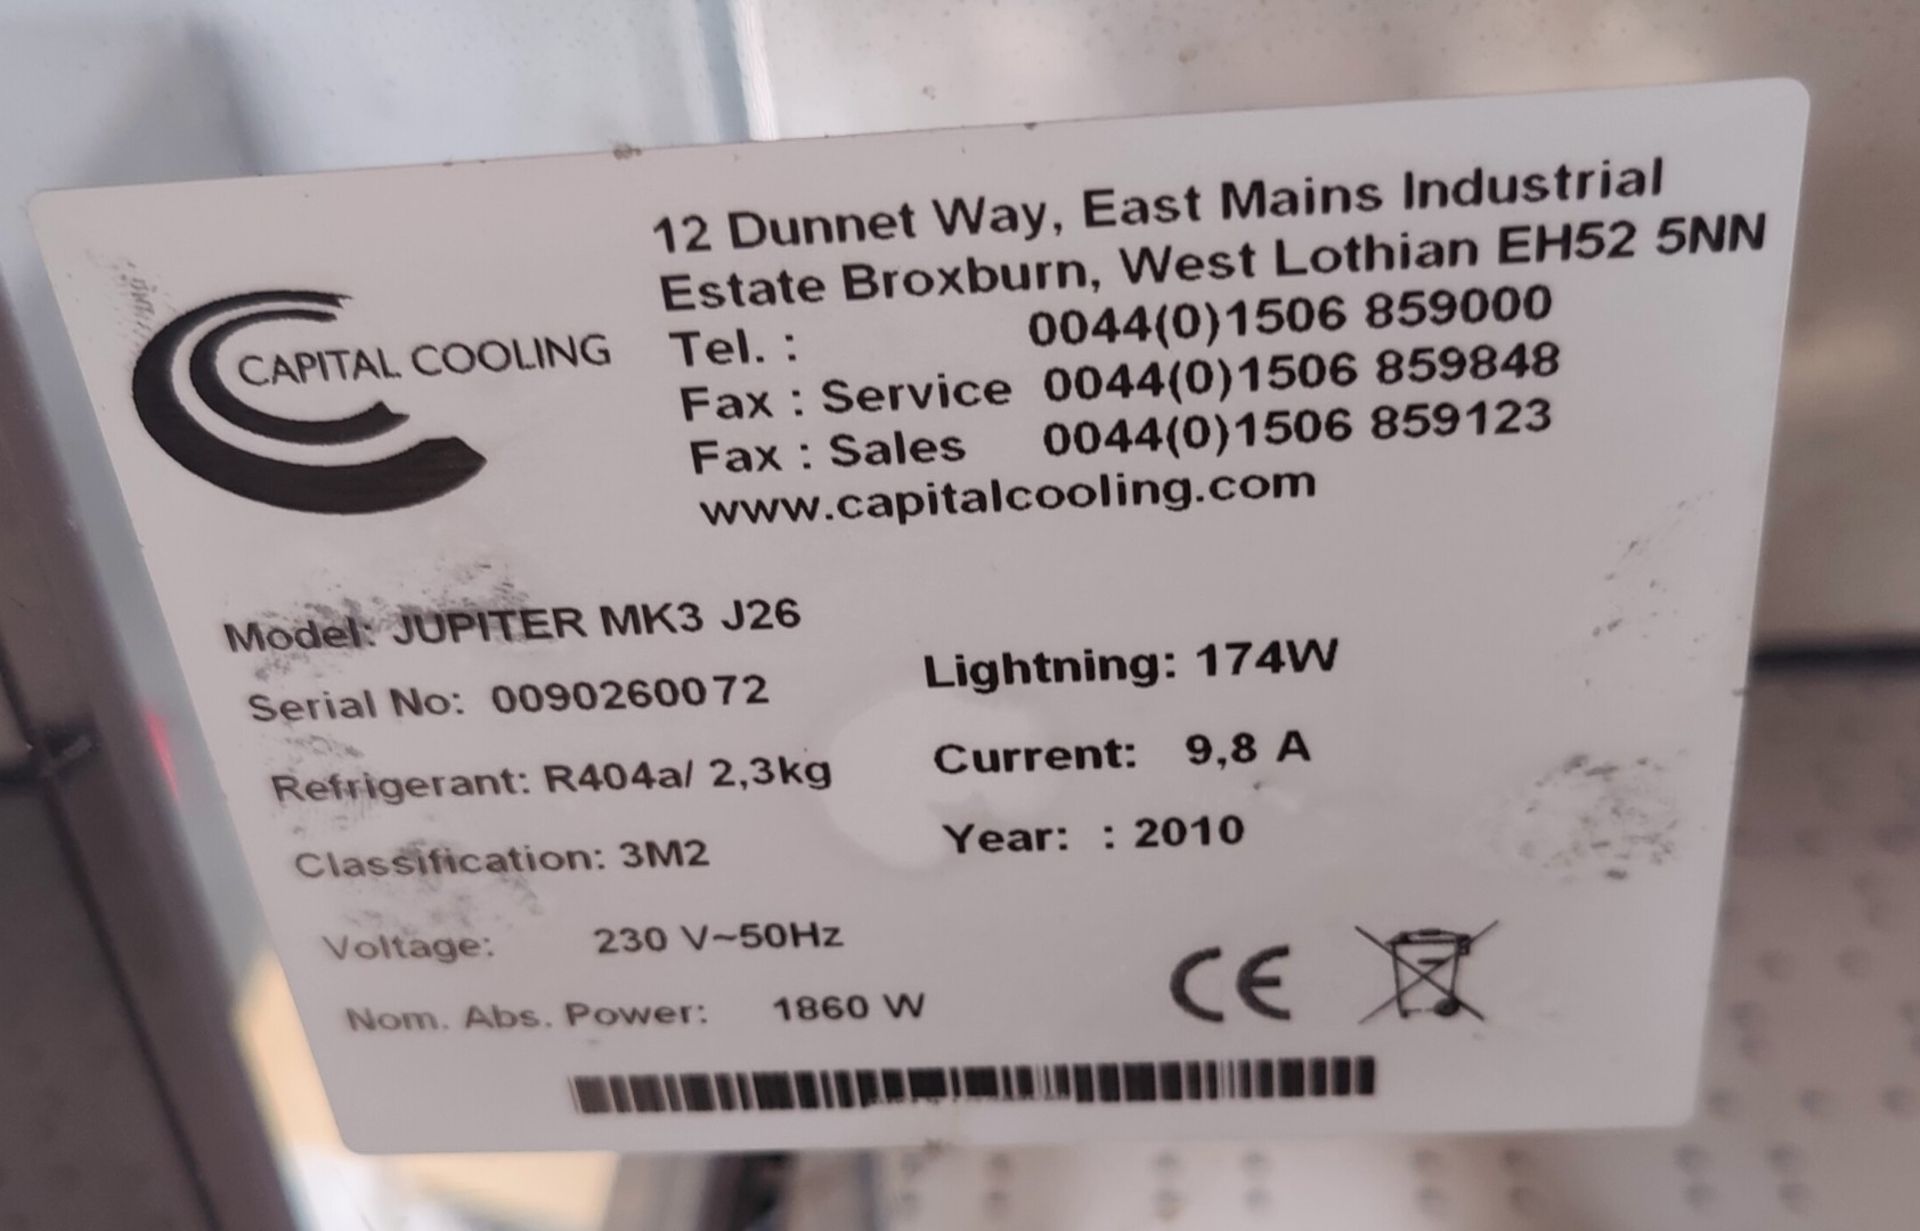 CAPITAL COOLING
12 Dunnet Way, East Mains Industrial
Estate Broxburn, West Lothian EH52 5NN
Tel. : 0044(0)1506 859000
Fax : Service 0044(0)1506 859848
Fax : Sales 0044(0)1506 859123
www.capitalcooling.com
Model: JUPITER MK3 J26
Serial No: 0090260072
Lightning: 174W
Refrigerant: R404a/ 2,3kg
Current: 9,8 A
Classification: 3M2
Year: : 2010
Voltage: 230 V~50Hz
Nom. Abs. Power: 1860 W
CE